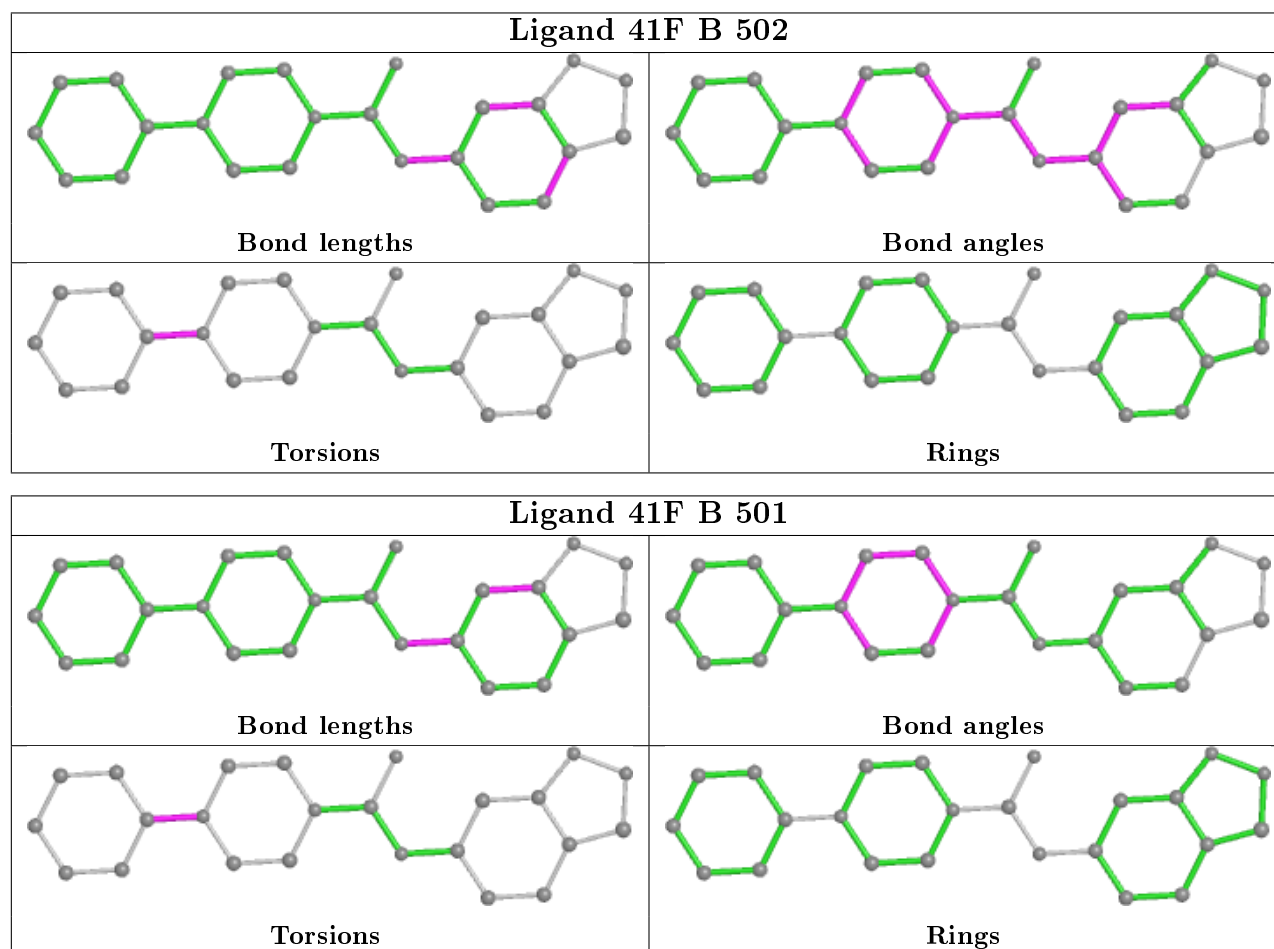 Ligand 41F B 502
Bond lengths
Bond angles
Torsions
Rings
Ligand 41F B 501
Bond lengths
Bond angles
Torsions
Rings